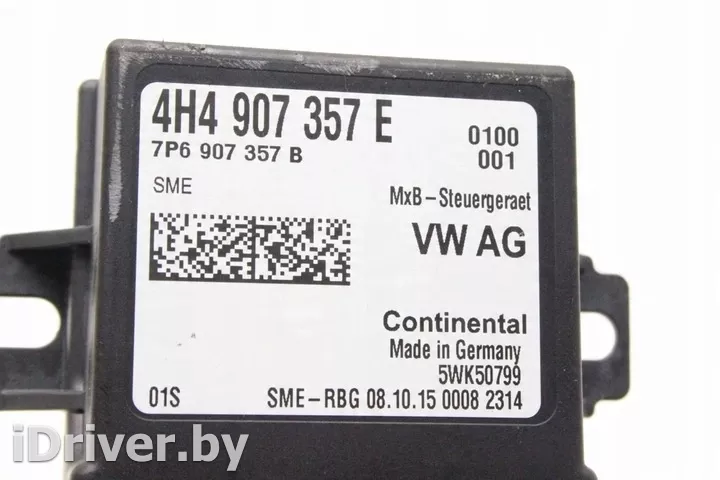 4H4 907 357 E
7P6 907 357 B
0100
001
SME
MxB-Steuergeraet
VW AG
Continental
Made in Germany
5WK50799
01S SME-RBG 08.10.15 0008 2314
iDriver.by